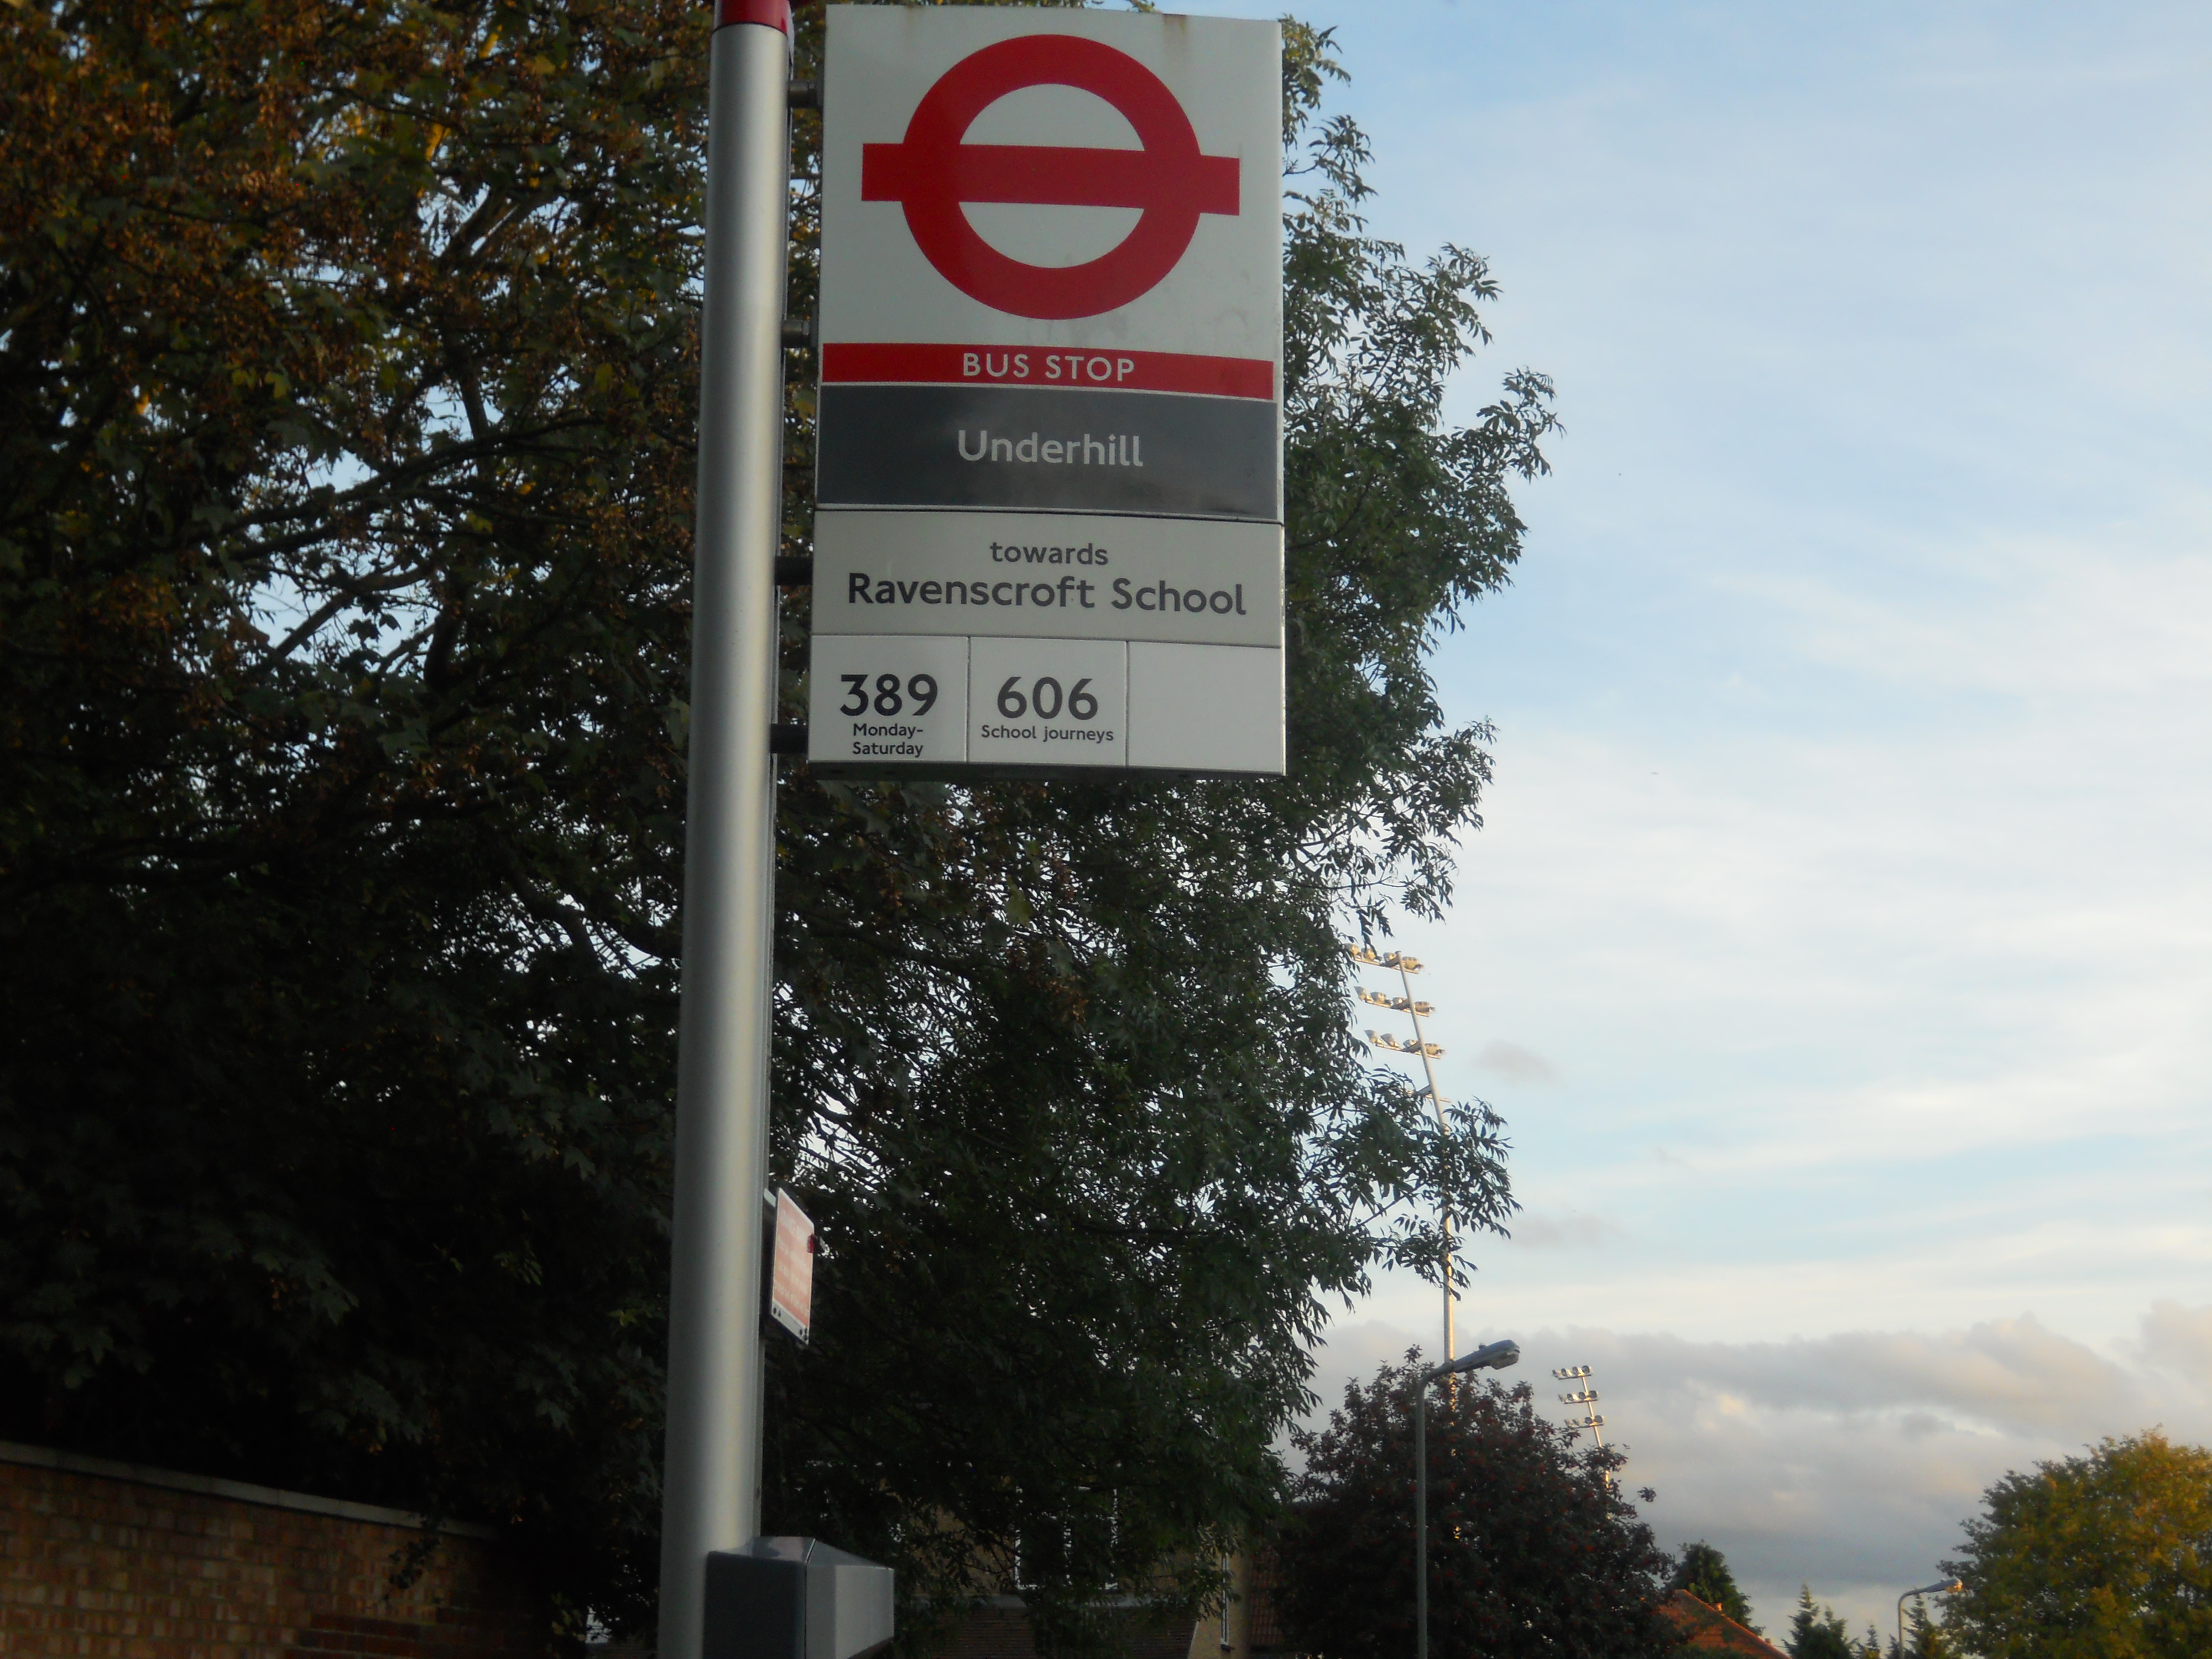 BUS STOP
Underhill
towards
Ravenscroft School
389
Monday-
Saturday
606
School journeys